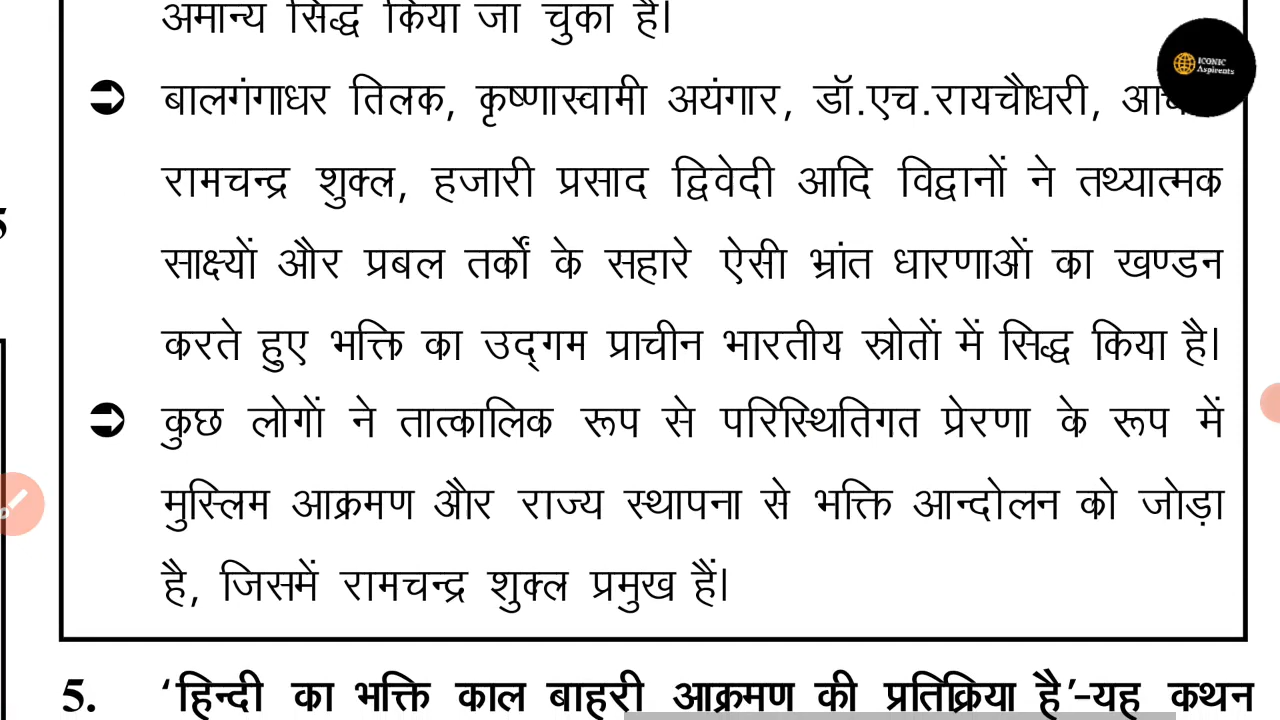 अमान्य सिद्ध किया जा चुका है।
ICONIC
Aspirents
➲ बालगंगाधर तिलक, कृष्णास्वामी अयंगार, डॉ.एच.रायचौधरी,
रामचन्द्र शुक्ल, हजारी प्रसाद द्विवेदी आदि विद्वानों ने तथ्यात्मक
साक्ष्यों और प्रबल तर्कों के सहारे ऐसी भ्रांत धारणाओं का खण्डन
करते हुए भक्ति का उद्गम प्राचीन भारतीय स्रोतों में सिद्ध किया है।
➲ कुछ लोगों ने तात्कालिक रूप से परिस्थितिगत प्रेरणा के रूप में
मुस्लिम आक्रमण और राज्य स्थापना से भक्ति आन्दोलन को जोड़ा
है, जिसमें रामचन्द्र शुक्ल प्रमुख हैं।
5. ‘हिन्दी का भक्ति काल बाहरी आक्रमण की प्रतिक्रिया है’-यह कथन